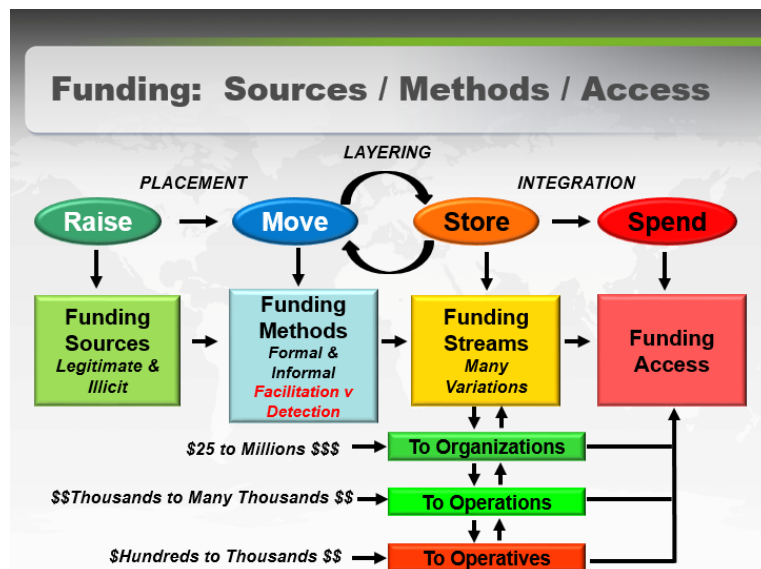 Funding:  Sources / Methods / Access
LAYERING
PLACEMENT
INTEGRATION
Raise
Move
Store
Spend
Funding
Sources
Legitimate &
Illicit
Funding
Methods
Formal &
Informal
Facilitation v
Detection
Funding
Streams
Many
Variations
Funding
Access
$25 to Millions $$$
To Organizations
$$Thousands to Many Thousands $$
To Operations
$Hundreds to Thousands $$
To Operatives